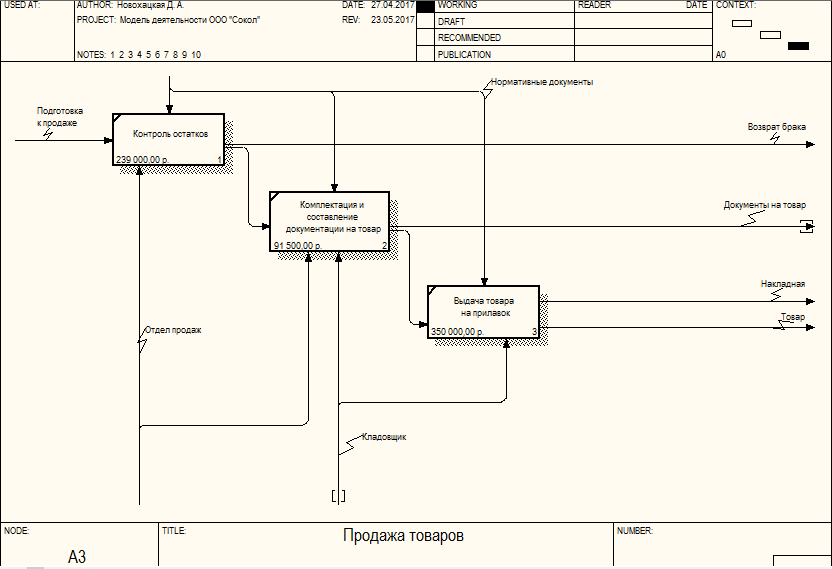 USED AT:
AUTHOR: Новохацкая Д. А.
DATE: 27.04.2017
PROJECT: Модель деятельности ООО "Сокол"
REV: 23.05.2017
NOTES: 1 2 3 4 5 6 7 8 9 10
WORKING
DRAFT
RECOMMENDED
PUBLICATION
READER
DATE
CONTEXT:
A0
Нормативные документы
Подготовка
к продаже
Контроль остатков
239 000,00 р.
1
Возврат брака
Комплектация и
составление
документации на товар
91 500,00 р.
2
Документы на товар
Выдача товара
на прилавок
350 000,00 р.
3
Накладная
Товар
Отдел продаж
Кладовщик
NODE:
A3
TITLE:
Продажа товаров
NUMBER: